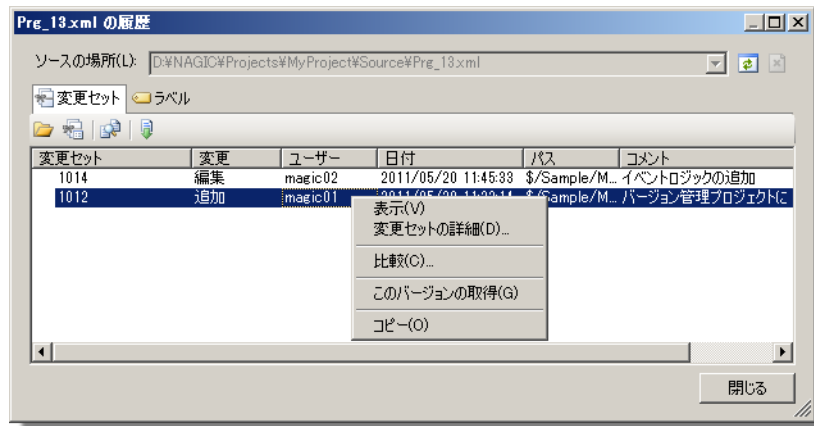 Prg_13.xml の履歴
ソースの場所(L): D:¥NAGIC¥Projects¥MyProject¥Source¥Prg_13.xml
変更セット ラベル
変更セット 変更 ユーザー 日付 パス コメント
1014 編集 magic02 2011/05/20 11:45:33 $/Sample/M... イベントロジックの追加
1012 追加 magic01 $/Sample/M... バージョン管理プロジェクトに
表示(V)
変更セットの詳細(D)...
比較(C)...
このバージョンの取得(G)
コピー(O)
閉じる